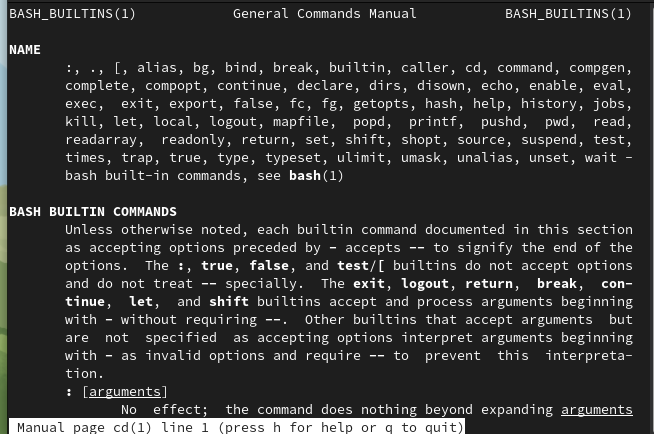 BASH_BUILTINS(1) General Commands Manual BASH_BUILTINS(1)
NAME
:, ., [, alias, bg, bind, break, builtin, caller, cd, command, compgen,
complete, compopt, continue, declare, dirs, disown, echo, enable, eval,
exec, exit, export, false, fc, fg, getopts, hash, help, history, jobs,
kill, let, local, logout, mapfile, popd, printf, pushd, pwd, read,
readarray, readonly, return, set, shift, shopt, source, suspend, test,
times, trap, true, type, typeset, ulimit, umask, unalias, unset, wait -
bash built-in commands, see bash(1)
BASH BUILTIN COMMANDS
Unless otherwise noted, each builtin command documented in this section
as accepting options preceded by - accepts -- to signify the end of the
options. The :, true, false, and test/[ builtins do not accept options
and do not treat -- specially. The exit, logout, return, break, con-
tinue, let, and shift builtins accept and process arguments beginning
with - without requiring --. Other builtins that accept arguments but
are not specified as accepting options interpret arguments beginning
with - as invalid options and require -- to prevent this interpreta-
tion.
: [arguments]
No effect; the command does nothing beyond expanding arguments
Manual page cd(1) line 1 (press h for help or q to quit)